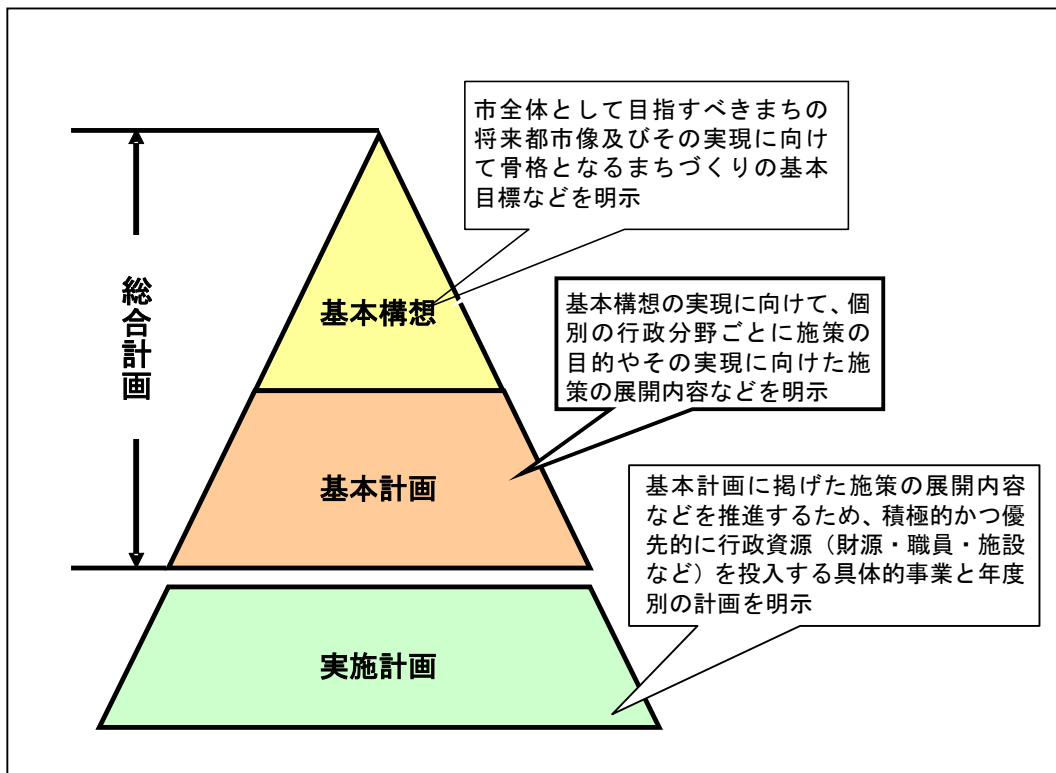 市全体として目指すべきまちの
将来都市像及びその実現に向け
て骨格となるまちづくりの基本
目標などを明示
総合計画
基本構想
基本構想の実現に向けて、個
別の行政分野ごとに施策の
目的やその実現に向けた施
策の展開内容などを明示
基本計画
基本計画に掲げた施策の展開内容
などを推進するため、積極的かつ優
先的に行政資源（財源・職員・施設
など）を投入する具体的事業と年度
別の計画を明示
実施計画